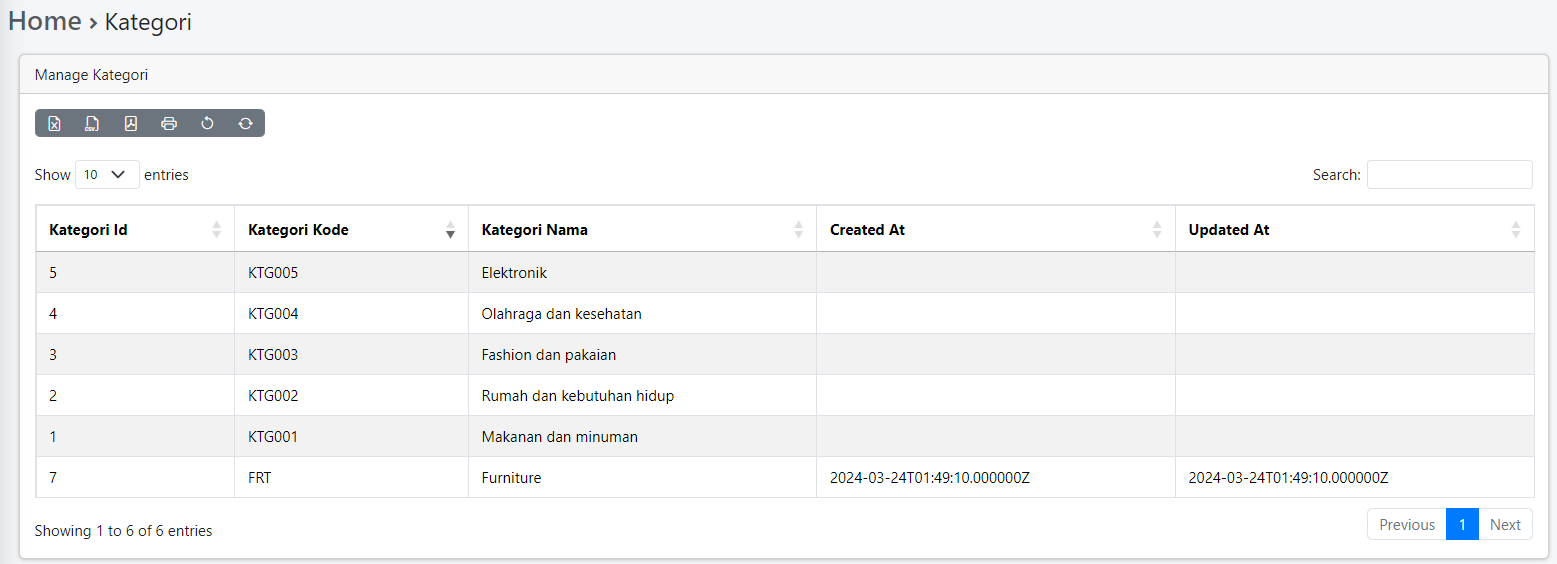 Home › Kategori
Manage Kategori
Show 10 entries Search:
Kategori Id Kategori Kode Kategori Nama Created At Updated At
5 KTG005 Elektronik
4 KTG004 Olahraga dan kesehatan
3 KTG003 Fashion dan pakaian
2 KTG002 Rumah dan kebutuhan hidup
1 KTG001 Makanan dan minuman
7 FRT Furniture 2024-03-24T01:49:10.000000Z 2024-03-24T01:49:10.000000Z
Showing 1 to 6 of 6 entries Previous 1 Next